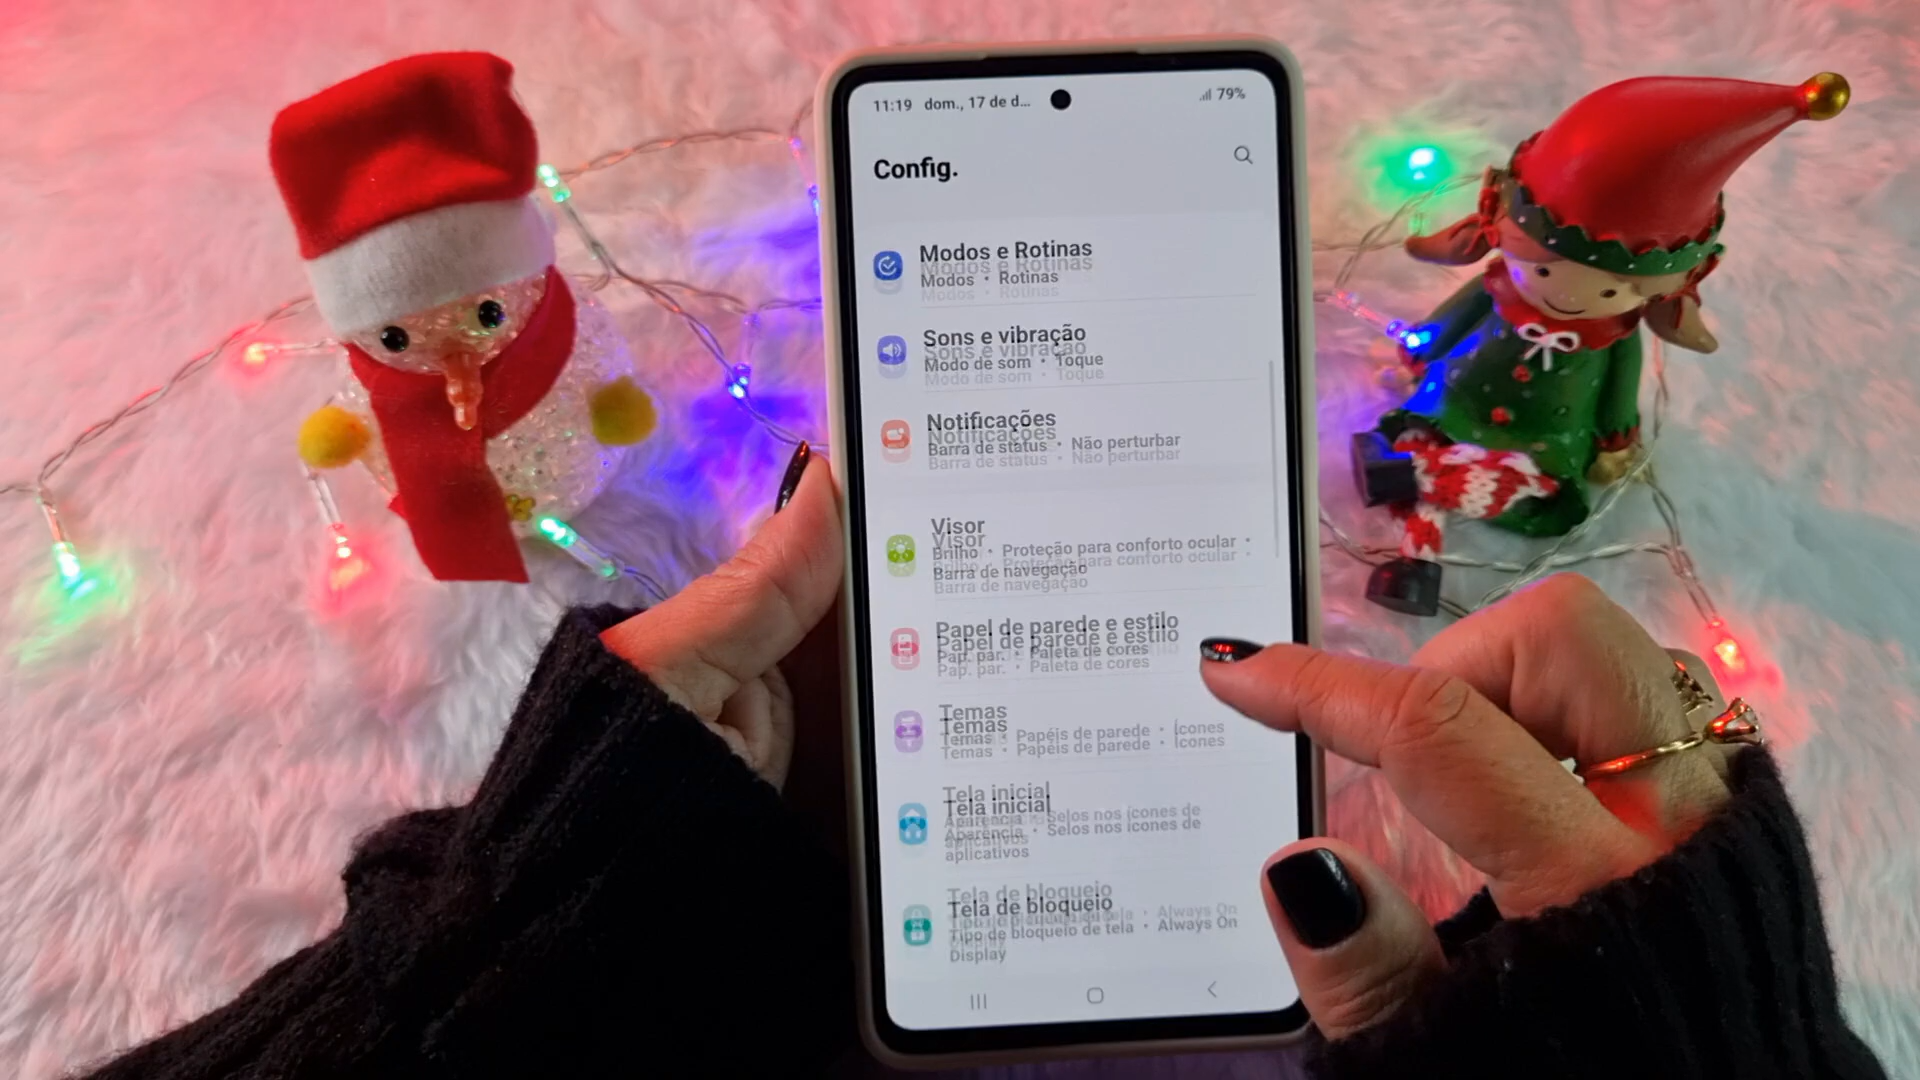 11:19 dom., 17 de d... 79%
Config.
Modos e Rotinas
Modos • Rotinas
Sons e vibração
Modo de som • Toque
Notificações
Barra de status • Não perturbar
Visor
Brilho • Proteção para conforto ocular •
Barra de navegação
Papel de parede e estilo
Pap. par. • Paleta de cores
Temas
Temas • Papéis de parede • Ícones
Tela inicial
Aparência • Selos nos ícones de
aplicativos
Tela de bloqueio
Tipo de bloqueio de tela • Always On
Display